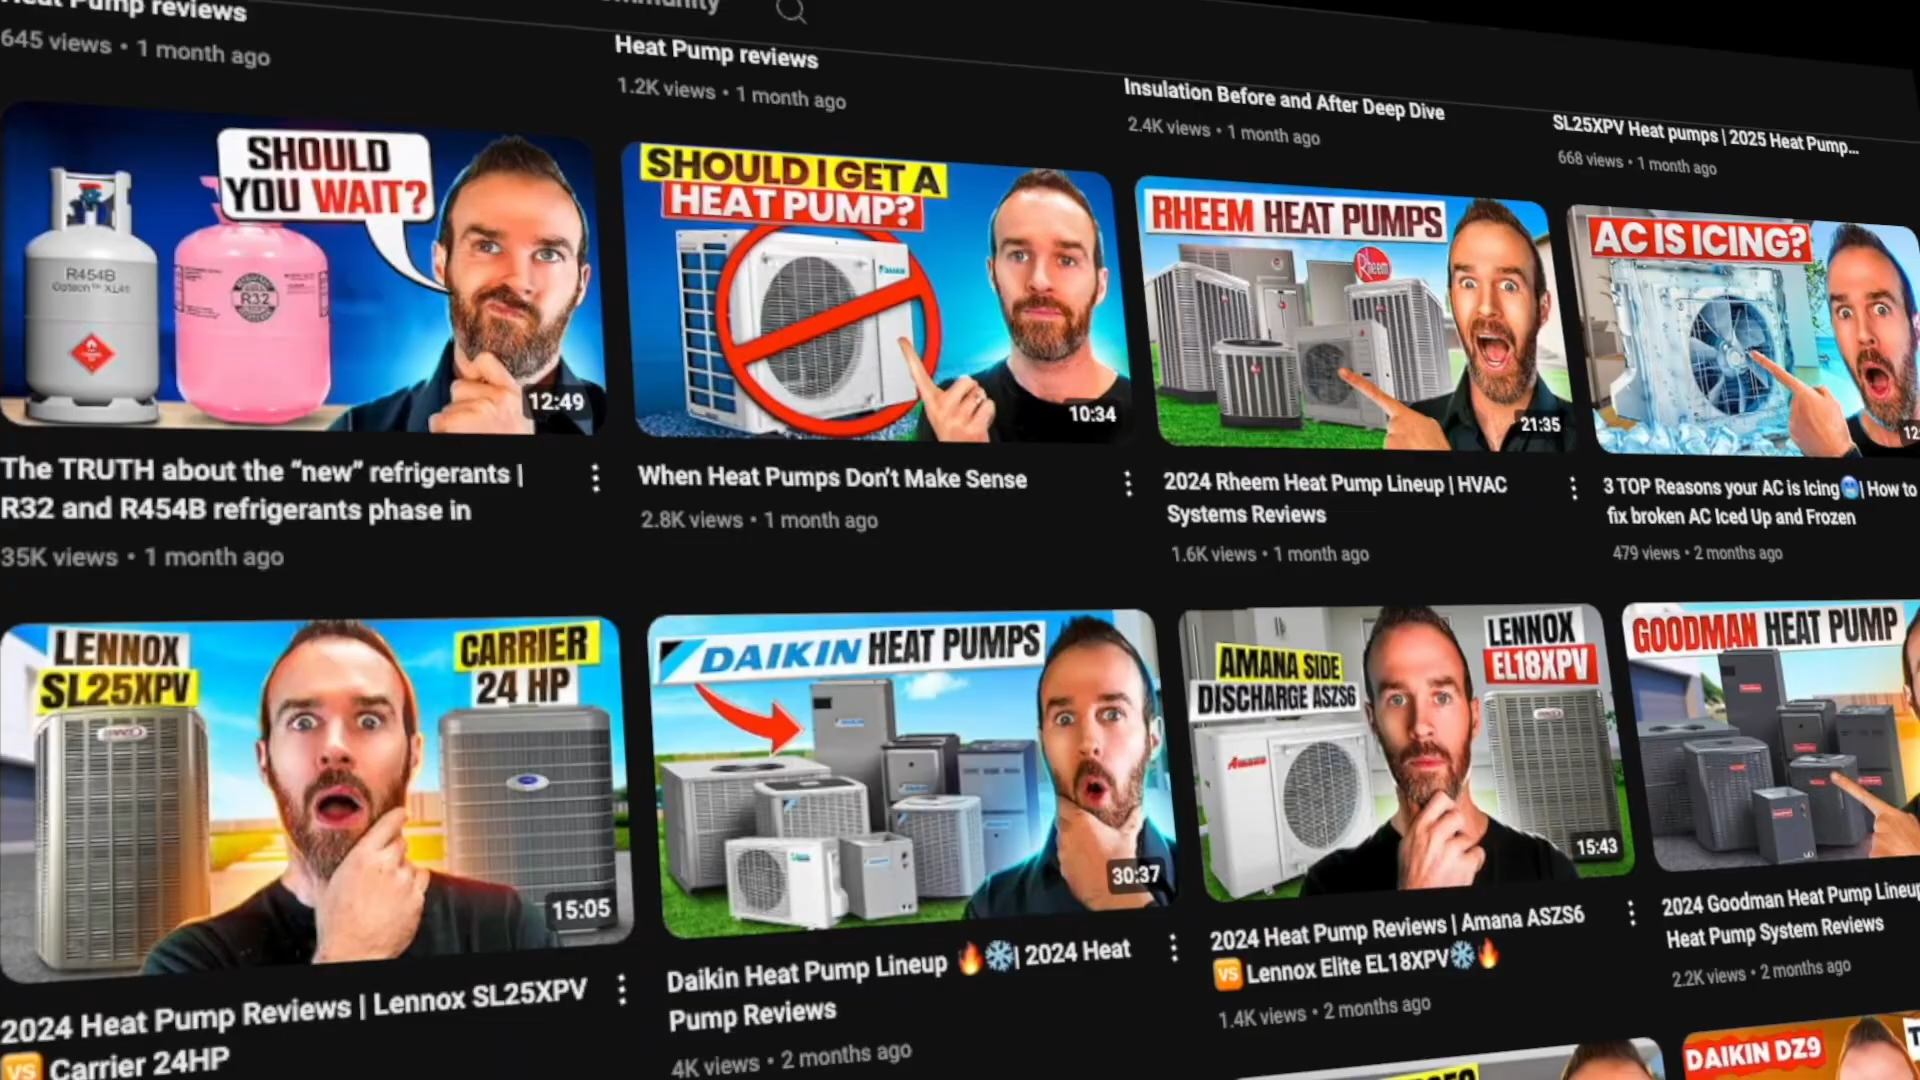 Heat Pump reviews
645 views • 1 month ago
Heat Pump reviews
1.2K views • 1 month ago
Insulation Before and After Deep Dive
2.4K views • 1 month ago
SL25XPV Heat pumps | 2025 Heat Pump...
668 views • 1 month ago
SHOULD
YOU WAIT?
R454B
R32
12:49
SHOULD I GET A
HEAT PUMP?
DAIKIN
10:34
RHEEM HEAT PUMPS
Rheem
21:35
AC IS ICING?
The TRUTH about the “new” refrigerants |
R32 and R454B refrigerants phase in
35K views • 1 month ago
When Heat Pumps Don’t Make Sense
2.8K views • 1 month ago
2024 Rheem Heat Pump Lineup | HVAC
Systems Reviews
1.6K views • 1 month ago
3 TOP Reasons your AC is Icing🥶| How to
fix broken AC Iced Up and Frozen
479 views • 2 months ago
LENNOX
SL25XPV
CARRIER
24 HP
LENNOX
15:05
DAIKIN HEAT PUMPS
30:37
AMANA SIDE
DISCHARGE ASZS6
LENNOX
EL18XPV
Amana
15:43
GOODMAN HEAT PUMP
2024 Heat Pump Reviews | Lennox SL25XPV
🆚 Carrier 24HP
Daikin Heat Pump Lineup 🔥❄️| 2024 Heat
Pump Reviews
4K views • 2 months ago
2024 Heat Pump Reviews | Amana ASZS6
🆚 Lennox Elite EL18XPV❄️🔥
1.4K views • 2 months ago
2024 Goodman Heat Pump Lineup
Heat Pump System Reviews
2.2K views • 2 months ago
DAIKIN DZ9